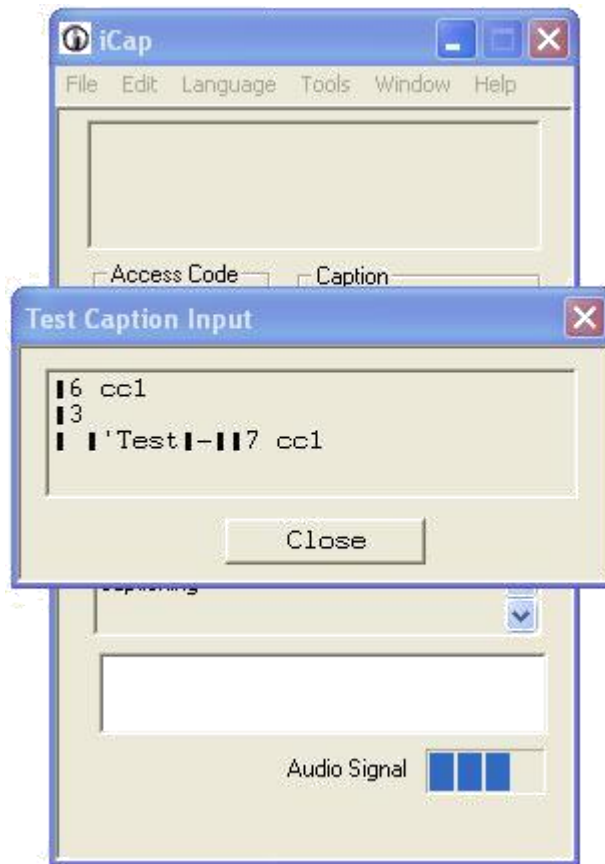 iCap
File Edit Language Tools Window Help
Access Code Caption
Test Caption Input
▌6 cc1
▌3
▌ ▌'Test▌-▌▌7 cc1
Close
Audio Signal